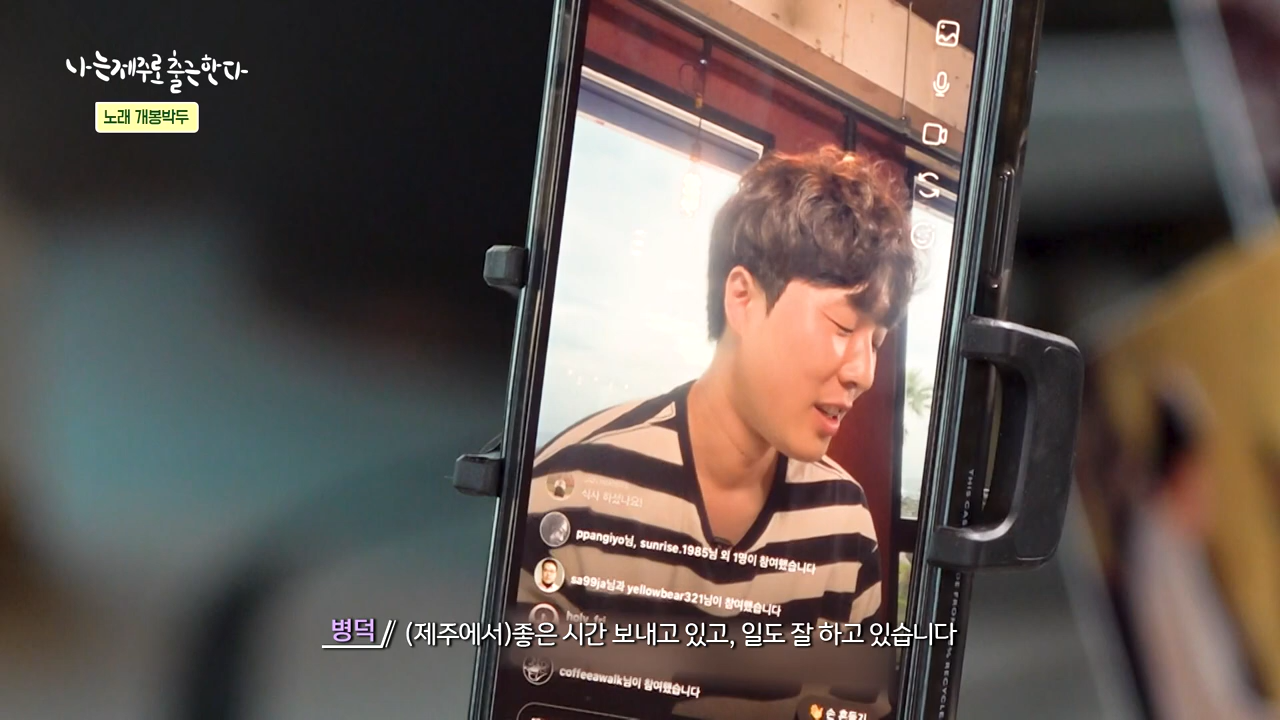 나는 제주로 출근한다
노래 개봉박두
식사 하셨나요!
ppangiyo님, sunrise.1985님 외 1명이 참여했습니다
sa99ja님과 yellowbear321님이 참여했습니다
병덕// (제주에서)좋은 시간 보내고 있고, 일도 잘 하고 있습니다
coffeeawalk님이 참여했습니다
👋 손 흔들기
THIS CAS